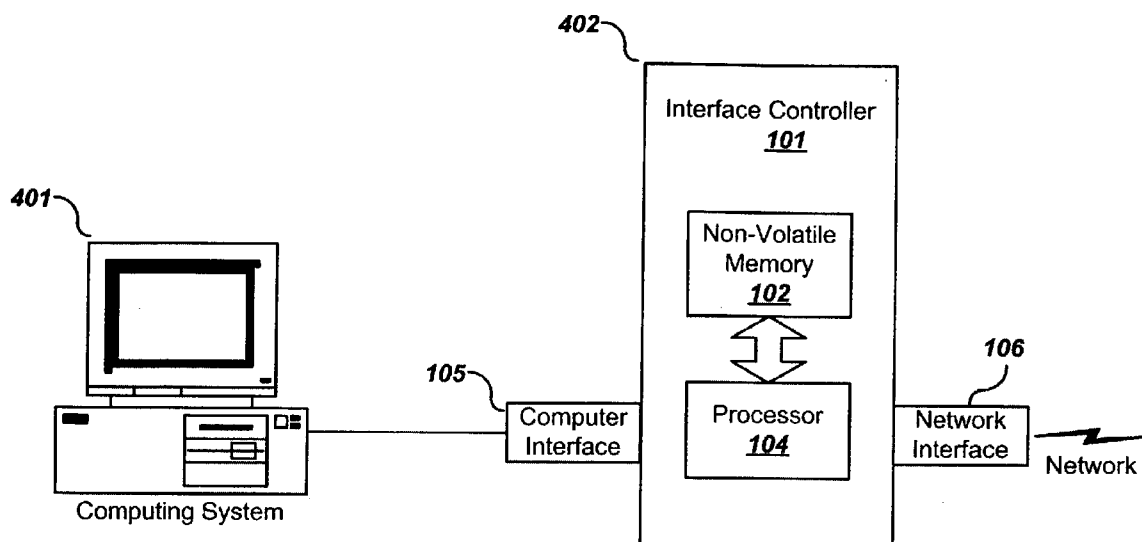 402
Interface Controller
101
401
Non-Volatile
Memory
102
105
106
Computer
Interface
Processor
104
Network
Interface
Network
Computing System